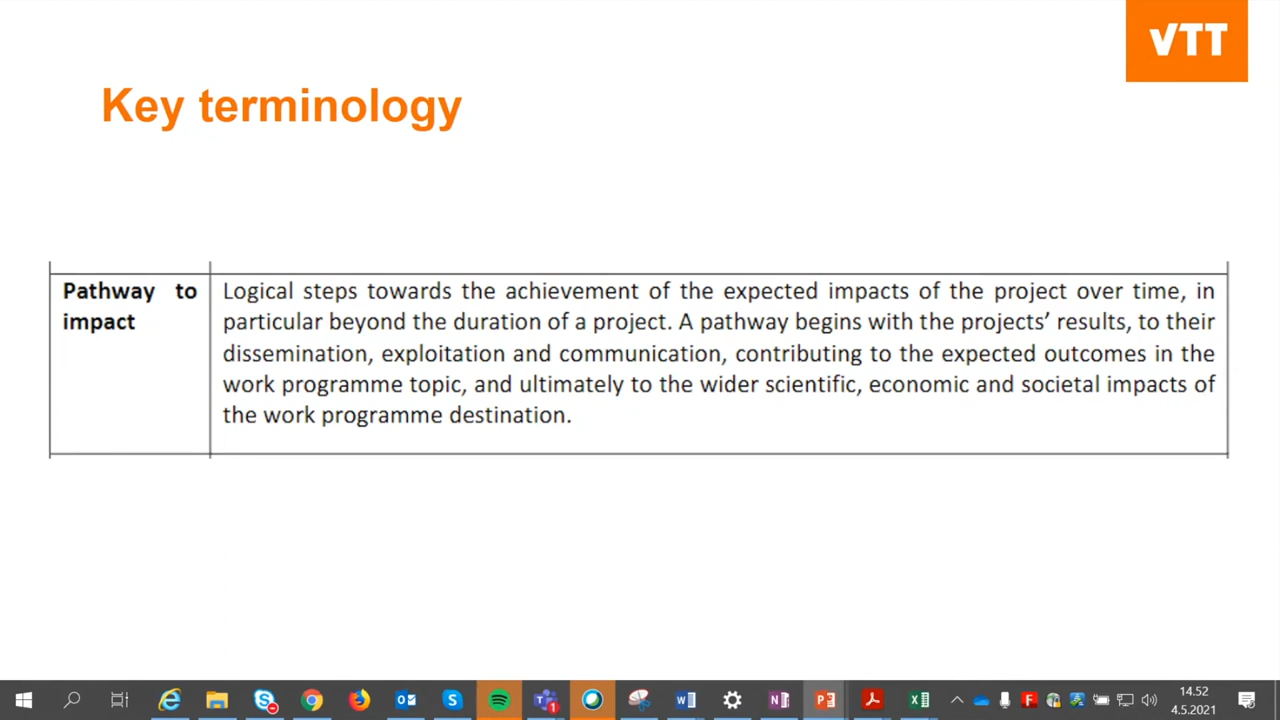 VTT
Key terminology
Pathway to
impact
Logical steps towards the achievement of the expected impacts of the project over time, in
particular beyond the duration of a project. A pathway begins with the projects’ results, to their
dissemination, exploitation and communication, contributing to the expected outcomes in the
work programme topic, and ultimately to the wider scientific, economic and societal impacts of
the work programme destination.
14.52
4.5.2021